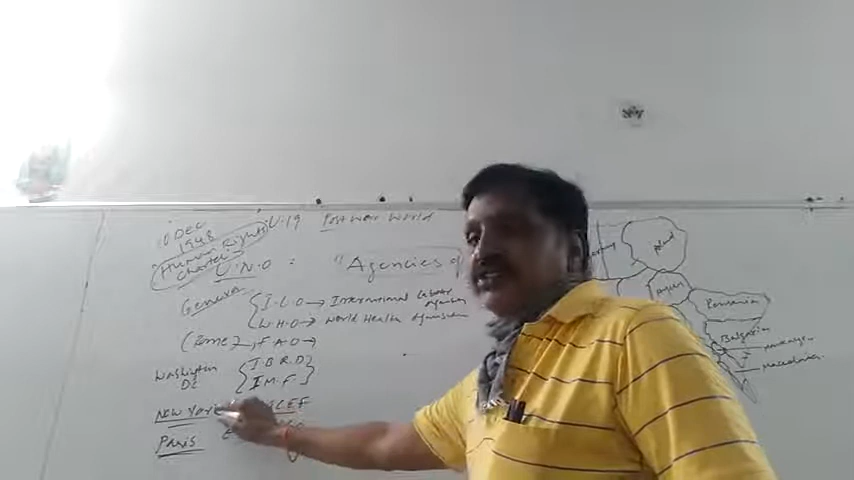 10 DEC
1948
Human Rights
Charter
U-19
Post war World
U.N.O :
"Agencies of
Geneva
I.L.O → International Labour
W.H.O → World Health
(Rome) F.A.O →
Washington
DC
I.B.R.D
I.M.F
New York
CEF
Paris
Poland
Romania
Bulgaria
Macedonia